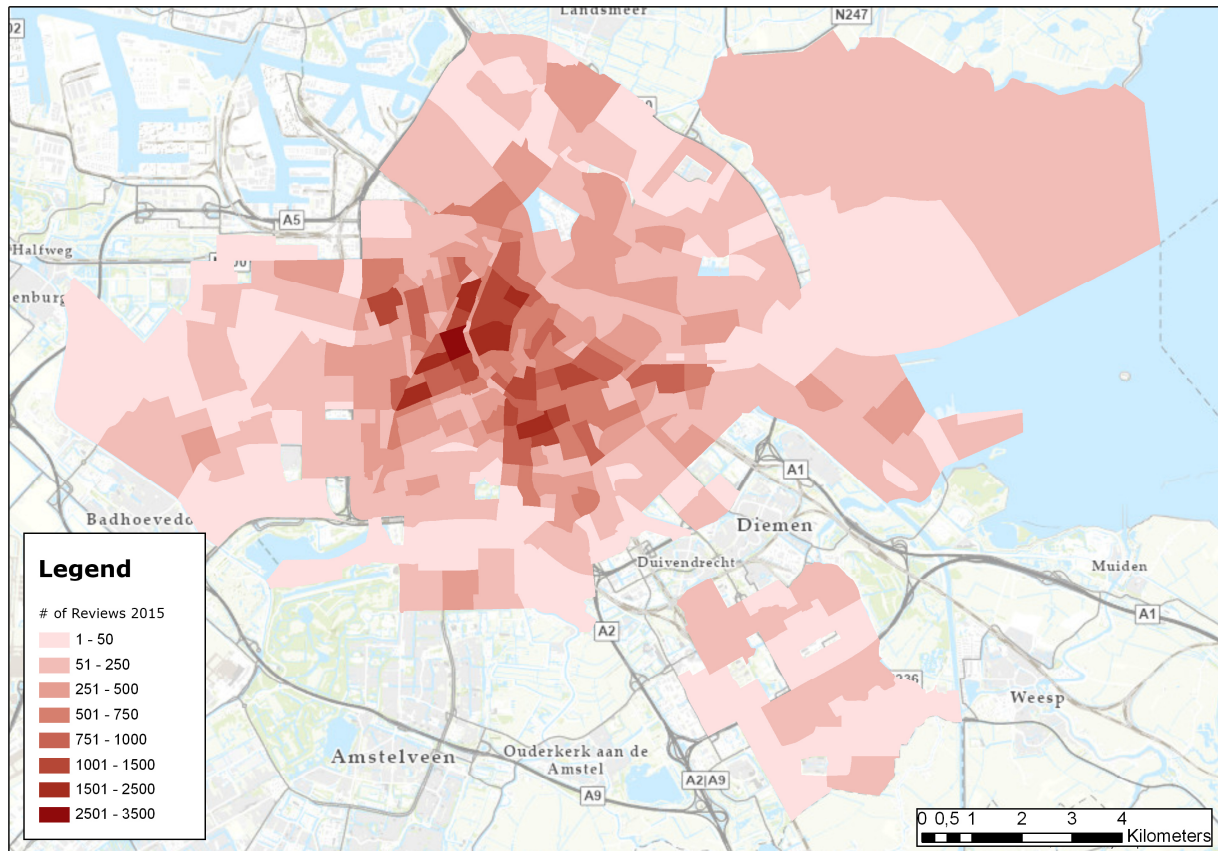 Landsmeer
N247
A5
Halfweg
enburg
A1
Badhoevedo
Diemen
Duivendrecht
Muiden
A1
A2
Weesp
Amstelveen
Ouderkerk aan de
Amstel
A2|A9
A9
Legend
# of Reviews 2015
1 - 50
51 - 250
251 - 500
501 - 750
751 - 1000
1001 - 1500
1501 - 2500
2501 - 3500
0 0,5 1 2 3 4
Kilometers